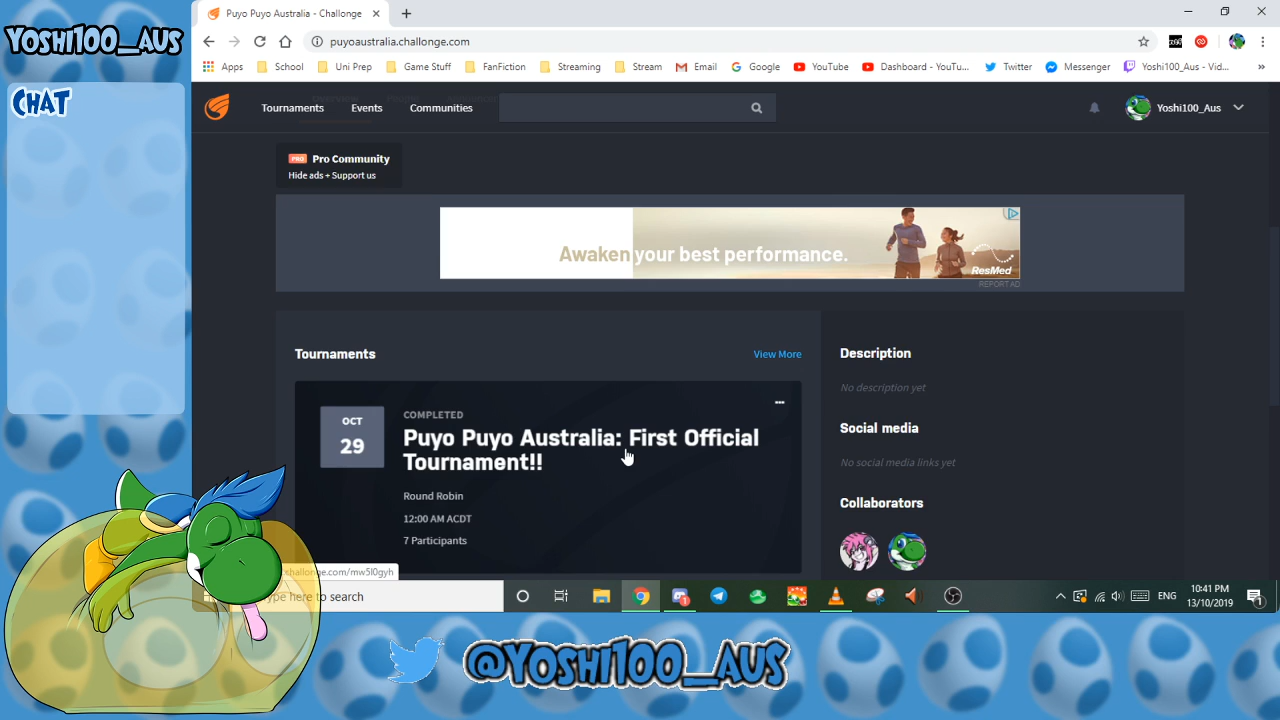 YOSHI100_AUS
CHAT
Puyo Puyo Australia - Challonge
puyoaustralia.challonge.com
Apps School Uni Prep Game Stuff FanFiction Streaming Stream Email Google YouTube Dashboard - YouTu... Twitter Messenger Yoshi100_Aus - Vid... »
Tournaments Events Communities Yoshi100_Aus
PRO Pro Community
Hide ads + Support us
Awaken your best performance.
ResMed
REPORT AD
Tournaments View More
OCT
29
COMPLETED
Puyo Puyo Australia: First Official
Tournament!!
Round Robin
12:00 AM ACDT
7 Participants
Description
No description yet
Social media
No social media links yet
Collaborators
challonge.com/mw5l0gyh
ype here to search
ENG
10:41 PM
13/10/2019
@YOSHI100_AUS